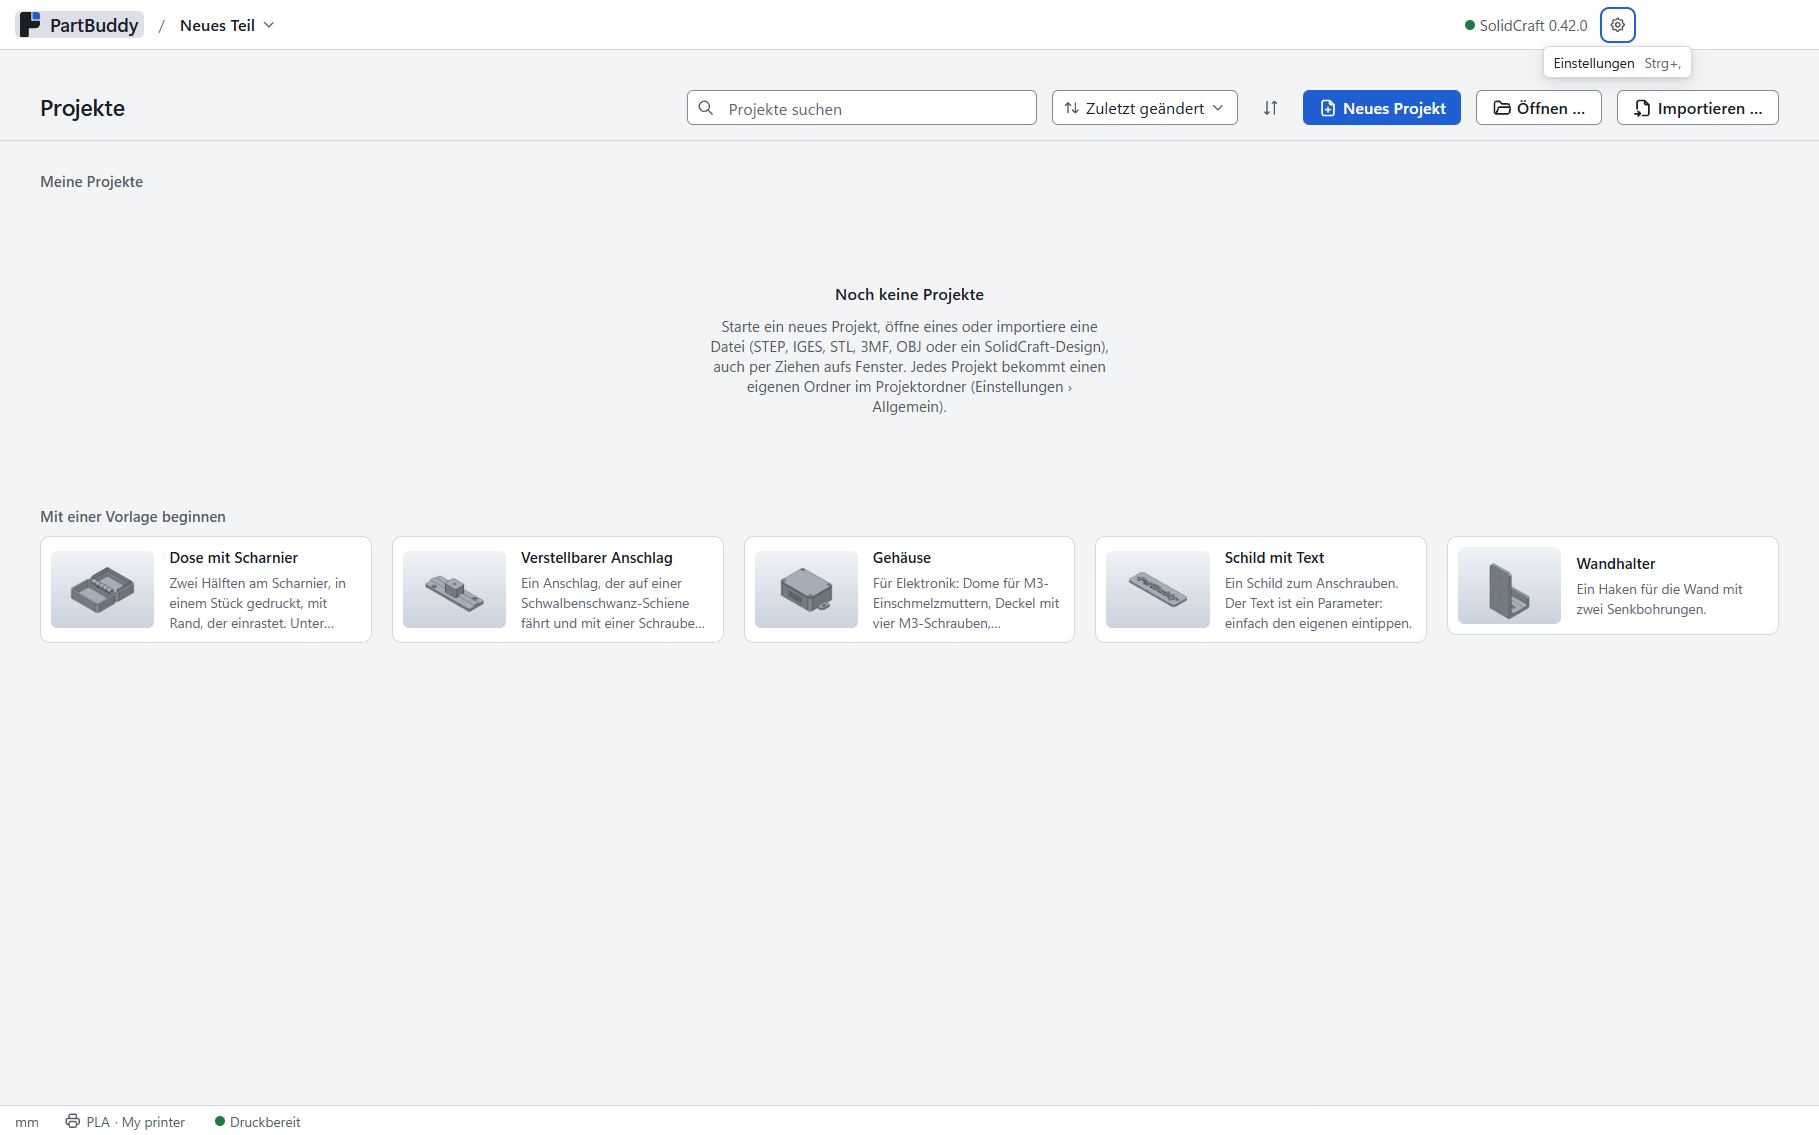 PartBuddy / Neues Teil
SolidCraft 0.42.0
Einstellungen Strg+,
Projekte
Projekte suchen
Zuletzt geändert
Neues Projekt
Öffnen ...
Importieren ...
Meine Projekte
Noch keine Projekte
Starte ein neues Projekt, öffne eines oder importiere eine
Datei (STEP, IGES, STL, 3MF, OBJ oder ein SolidCraft-Design),
auch per Ziehen aufs Fenster. Jedes Projekt bekommt einen
eigenen Ordner im Projektordner (Einstellungen ›
Allgemein).
Mit einer Vorlage beginnen
Dose mit Scharnier
Zwei Hälften am Scharnier, in
einem Stück gedruckt, mit
Rand, der einrastet. Unter...
Verstellbarer Anschlag
Ein Anschlag, der auf einer
Schwalbenschwanz-Schiene
fährt und mit einer Schraube...
Gehäuse
Für Elektronik: Dome für M3-
Einschmelzmuttern, Deckel mit
vier M3-Schrauben,...
PartBuddy
Schild mit Text
Ein Schild zum Anschrauben.
Der Text ist ein Parameter:
einfach den eigenen eintippen.
Wandhalter
Ein Haken für die Wand mit
zwei Senkbohrungen.
mm
PLA · My printer
Druckbereit